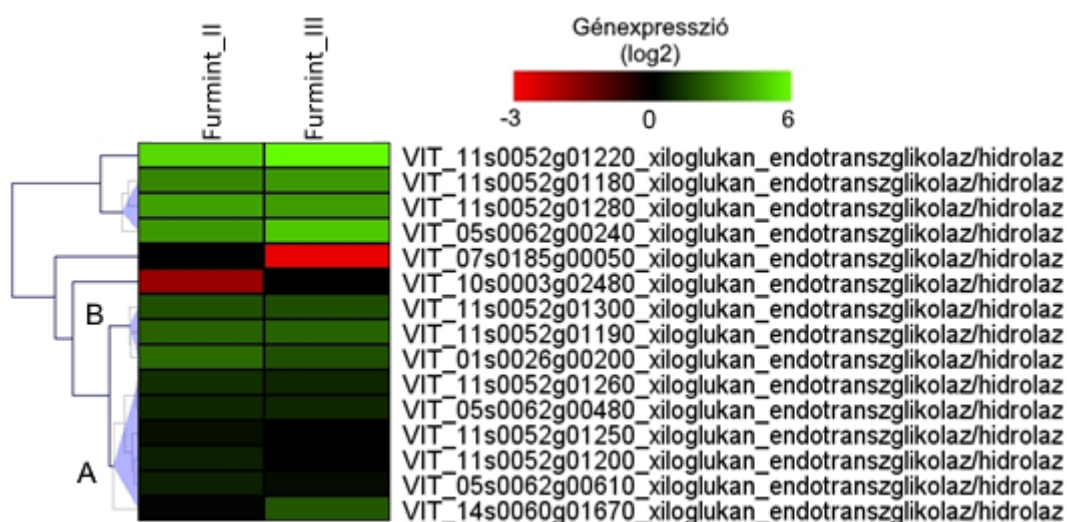 Furmint_II
Furmint_III
Génexpresszió
(log2)
-3
0
6
VIT_11s0052g01220_xiloglukan_endotranszglikolaz/hidrolaz
VIT_11s0052g01180_xiloglukan_endotranszglikolaz/hidrolaz
VIT_11s0052g01280_xiloglukan_endotranszglikolaz/hidrolaz
VIT_05s0062g00240_xiloglukan_endotranszglikolaz/hidrolaz
VIT_07s0185g00050_xiloglukan_endotranszglikolaz/hidrolaz
VIT_10s0003g02480_xiloglukan_endotranszglikolaz/hidrolaz
B
VIT_11s0052g01300_xiloglukan_endotranszglikolaz/hidrolaz
VIT_11s0052g01190_xiloglukan_endotranszglikolaz/hidrolaz
VIT_01s0026g00200_xiloglukan_endotranszglikolaz/hidrolaz
VIT_11s0052g01260_xiloglukan_endotranszglikolaz/hidrolaz
VIT_05s0062g00480_xiloglukan_endotranszglikolaz/hidrolaz
VIT_11s0052g01250_xiloglukan_endotranszglikolaz/hidrolaz
VIT_11s0052g01200_xiloglukan_endotranszglikolaz/hidrolaz
A
VIT_05s0062g00610_xiloglukan_endotranszglikolaz/hidrolaz
VIT_14s0060g01670_xiloglukan_endotranszglikolaz/hidrolaz